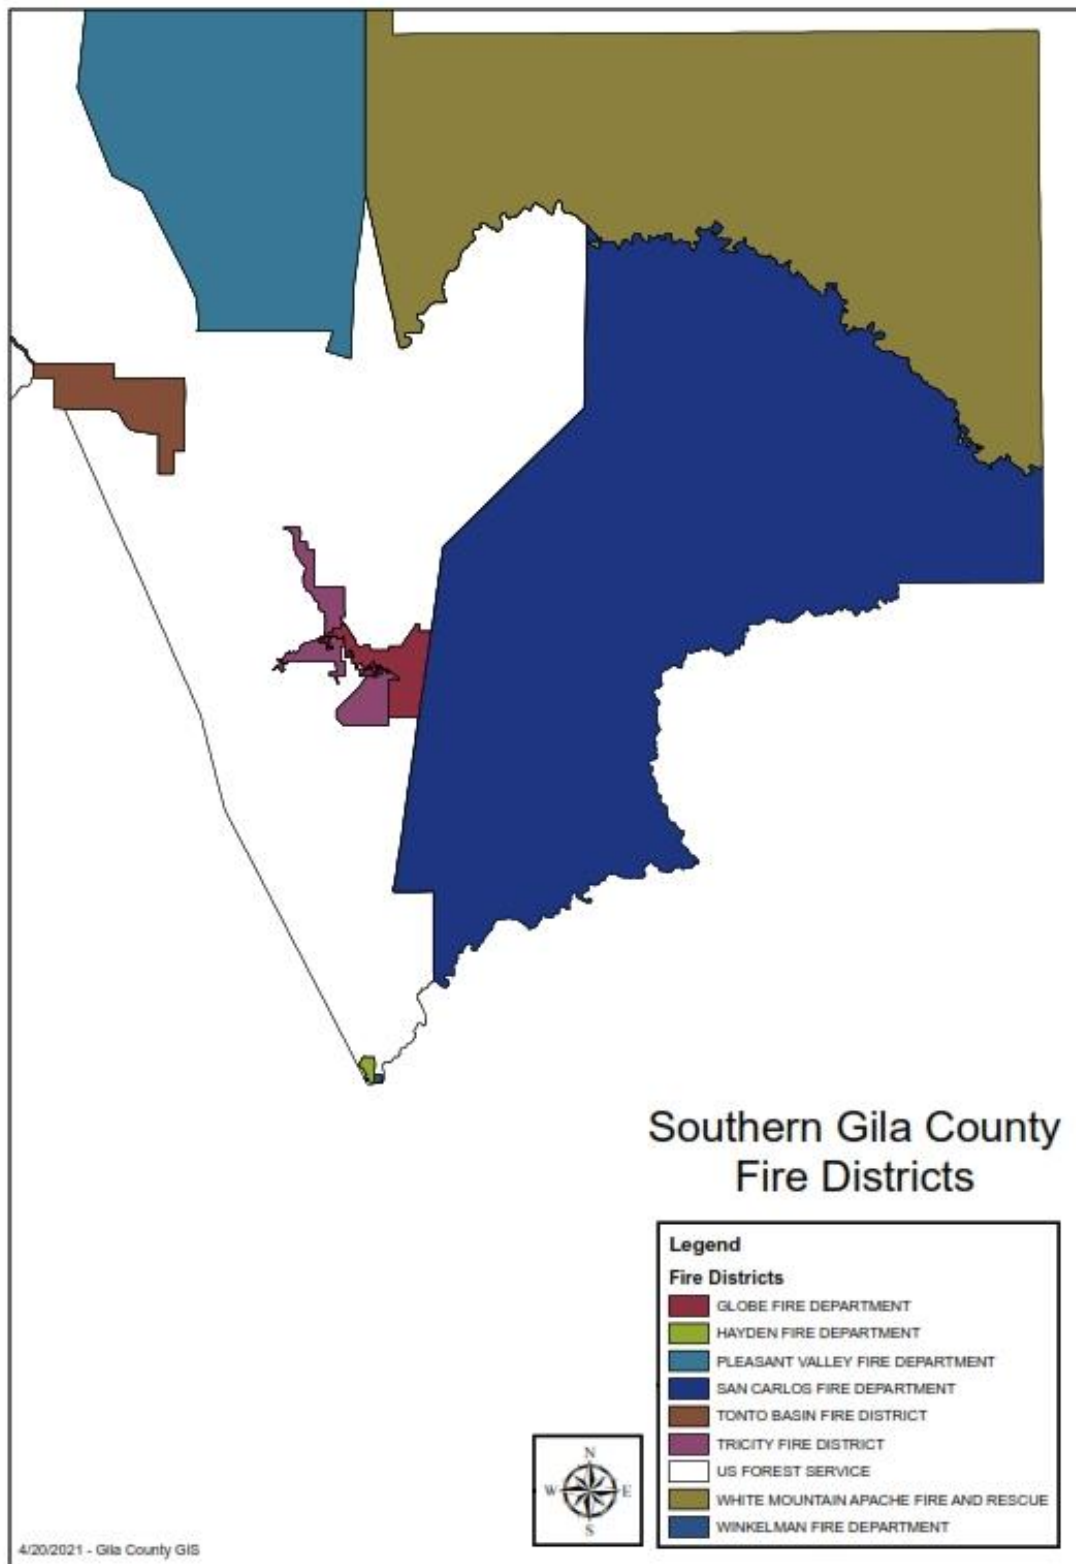 Southern Gila County
Fire Districts
Legend
Fire Districts
GLOBE FIRE DEPARTMENT
HAYDEN FIRE DEPARTMENT
PLEASANT VALLEY FIRE DEPARTMENT
SAN CARLOS FIRE DEPARTMENT
TONTO BASIN FIRE DISTRICT
TRICITY FIRE DISTRICT
US FOREST SERVICE
WHITE MOUNTAIN APACHE FIRE AND RESCUE
WINKELMAN FIRE DEPARTMENT
N
W E
S
4/20/2021 - Gila County GIS